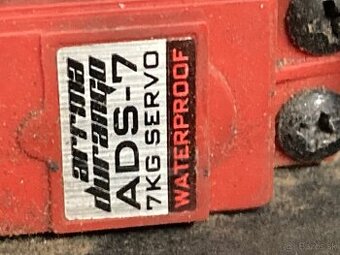 arrma
durango
ADS-7
7KG SERVO
WATERPROOF